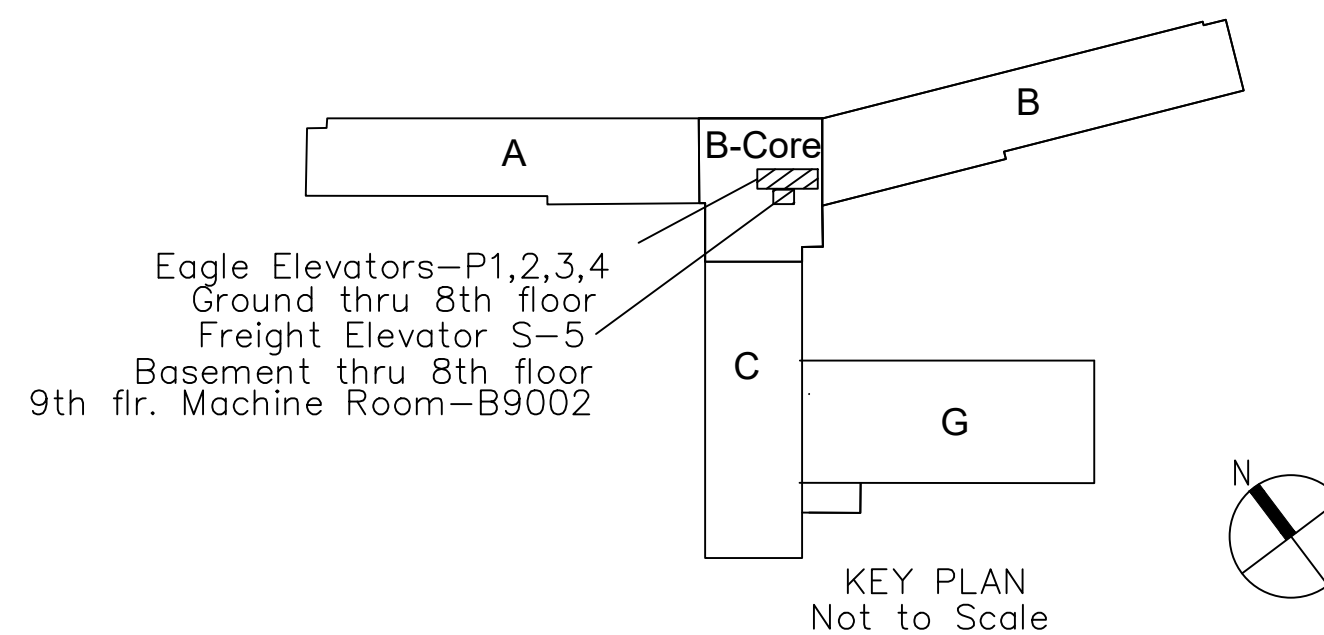 B
A
B-Core
Eagle Elevators-P1,2,3,4
Ground thru 8th floor
Freight Elevator S-5
Basement thru 8th floor
9th flr. Machine Room-B9002
C
G
N
KEY PLAN
Not to Scale